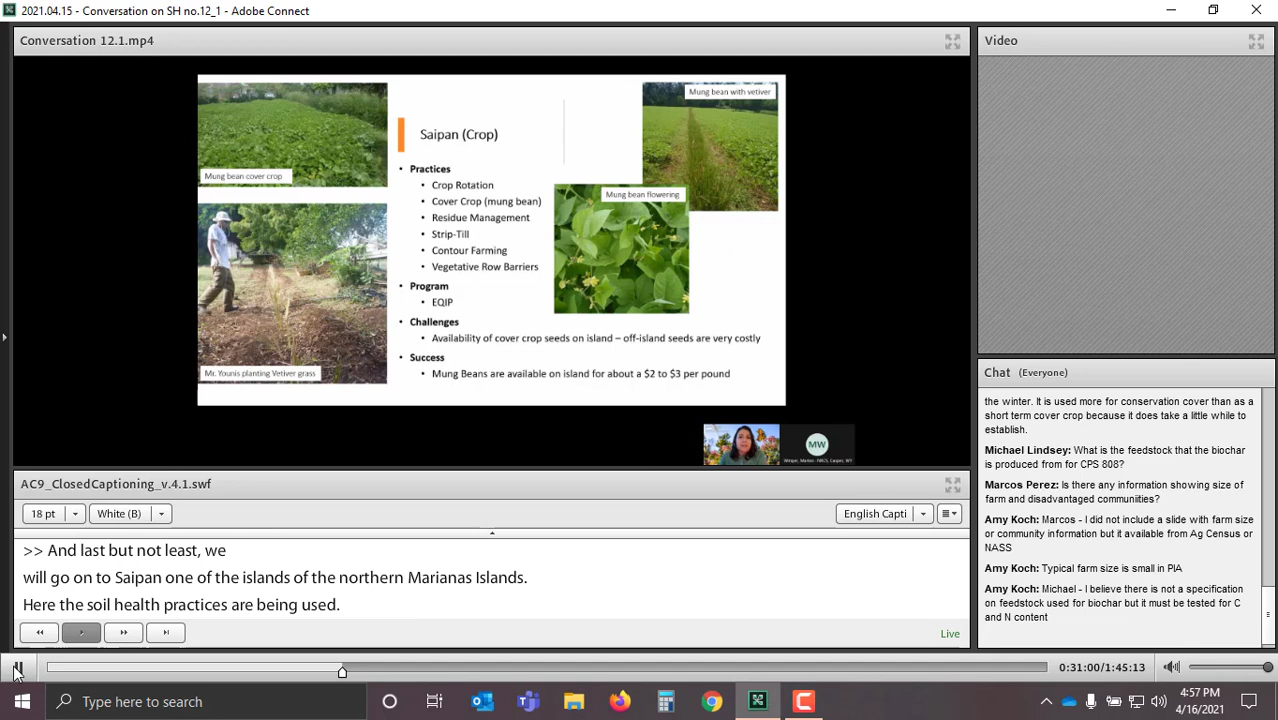 2021.04.15 - Conversation on SH no.12_1 - Adobe Connect
Conversation 12.1.mp4
Mung bean cover crop
Mr. Younis planting Vetiver grass
Saipan (Crop)
• Practices
• Crop Rotation
• Cover Crop (mung bean)
• Residue Management
• Strip-Till
• Contour Farming
• Vegetative Row Barriers
• Program
• EQIP
• Challenges
• Availability of cover crop seeds on island – off-island seeds are very costly
• Success
• Mung Beans are available on island for about a $2 to $3 per pound
Mung bean with vetiver
Mung bean flowering
MW
AC9_ClosedCaptioning_v.4.1.swf
18 pt
White (B)
English Capti
>> And last but not least, we
will go on to Saipan one of the islands of the northern Marianas Islands.
Here the soil health practices are being used.
Live
Video
Chat (Everyone)
the winter. It is used more for conservation cover than as a
short term cover crop because it does take a little while to
establish.
Michael Lindsey: What is the feedstock that the biochar
is produced from for CPS 808?
Marcos Perez: Is there any information showing size of
farm and disadvantaged communiities?
Amy Koch: Marcos - I did not include a slide with farm size
or community information but it available from Ag Census or
NASS
Amy Koch: Typical farm size is small in PIA
Amy Koch: Michael - I believe there is not a specification
on feedstock used for biochar but it must be tested for C
and N content
0:31:00/1:45:13
Type here to search
4:57 PM
4/16/2021